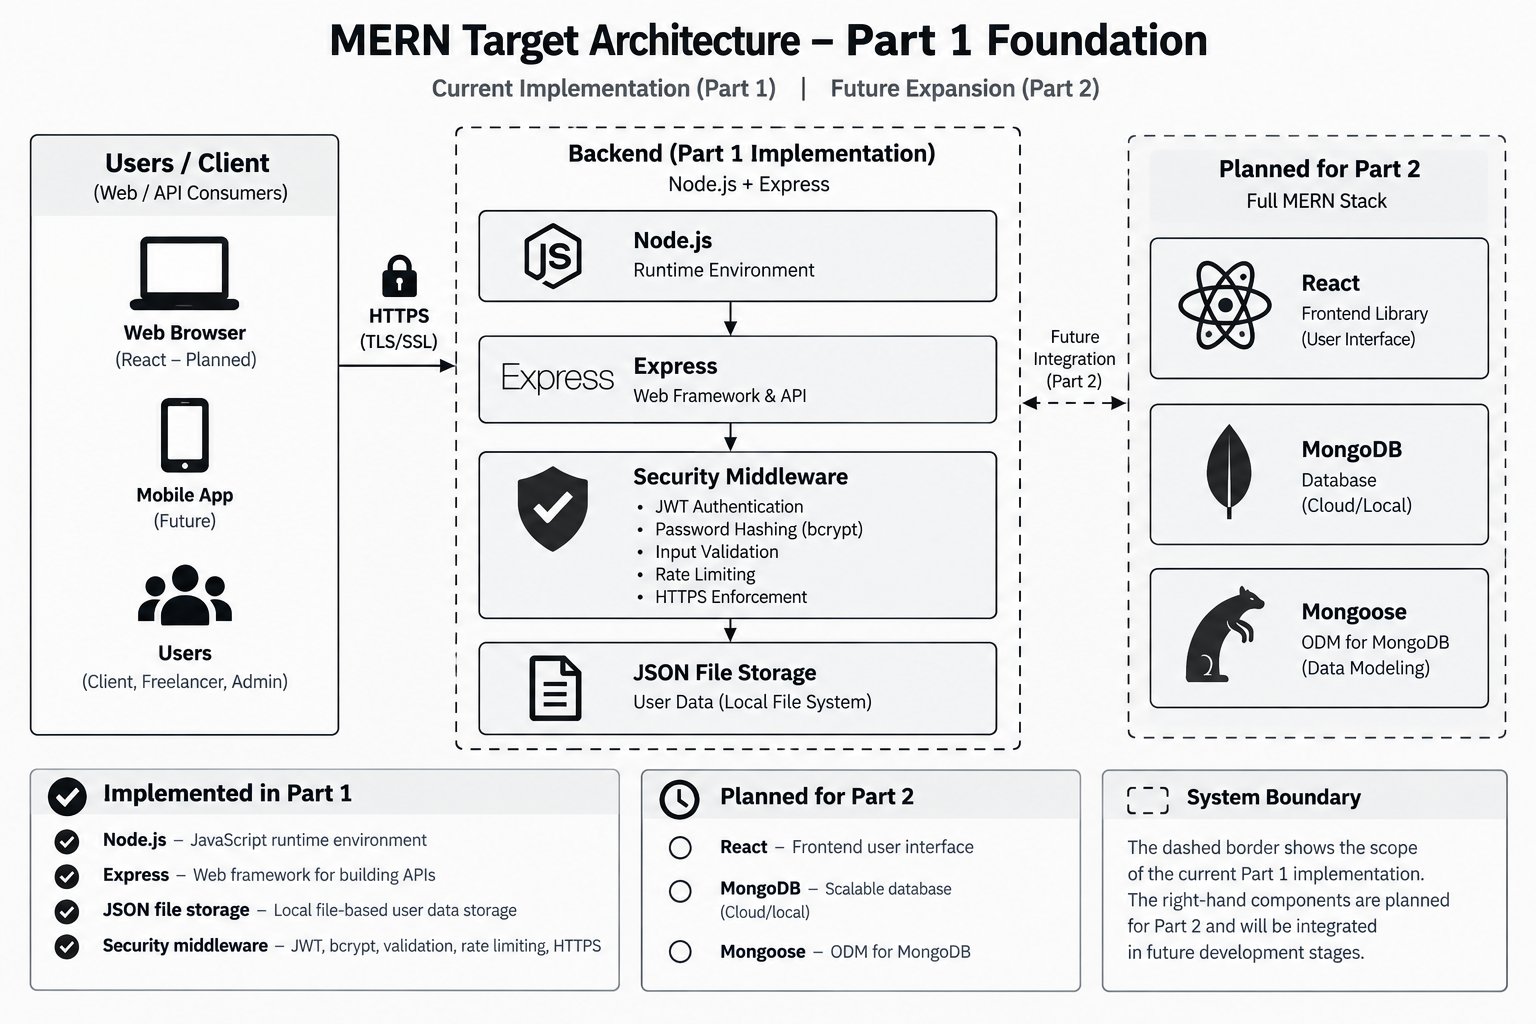 MERN Target Architecture – Part 1 Foundation
Current Implementation (Part 1) | Future Expansion (Part 2)
Users / Client
(Web / API Consumers)
Web Browser
(React – Planned)
Mobile App
(Future)
Users
(Client, Freelancer, Admin)
HTTPS
(TLS/SSL)
Backend (Part 1 Implementation)
Node.js + Express
JS
Node.js
Runtime Environment
Express
Express
Web Framework & API
Security Middleware
• JWT Authentication
• Password Hashing (bcrypt)
• Input Validation
• Rate Limiting
• HTTPS Enforcement
JSON File Storage
User Data (Local File System)
Future
Integration
(Part 2)
Planned for Part 2
Full MERN Stack
React
Frontend Library
(User Interface)
MongoDB
Database
(Cloud/Local)
Mongoose
ODM for MongoDB
(Data Modeling)
Implemented in Part 1
Node.js – JavaScript runtime environment
Express – Web framework for building APIs
JSON file storage – Local file-based user data storage
Security middleware – JWT, bcrypt, validation, rate limiting, HTTPS
Planned for Part 2
React – Frontend user interface
MongoDB – Scalable database
(Cloud/local)
Mongoose – ODM for MongoDB
System Boundary
The dashed border shows the scope
of the current Part 1 implementation.
The right-hand components are planned
for Part 2 and will be integrated
in future development stages.